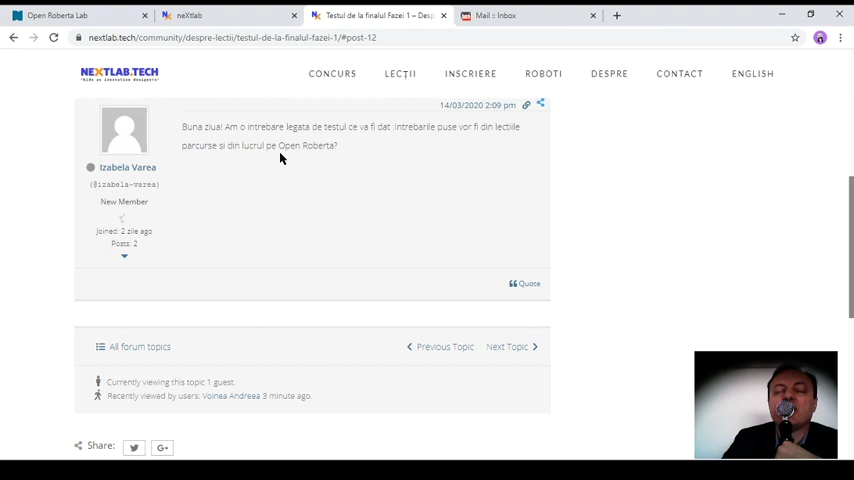 Open Roberta Lab
neXtlab
Testul de la finalul Fazei 1 – Desp
Mail :: Inbox
nextlab.tech/community/despre-lectii/testul-de-la-finalul-fazei-1/#post-12
NEXTLAB.TECH
CONCURS
LECȚII
INSCRIERE
ROBOTI
DESPRE
CONTACT
ENGLISH
14/03/2020 2:09 pm
Buna ziua! Am o intrebare legata de testul ce va fi dat :intrebarile puse vor fi din lectiile
parcurse si din lucrul pe Open Roberta?
Izabela Varea
(@izabela-varea)
New Member
Joined: 2 zile ago
Posts: 2
Quote
All forum topics
Previous Topic
Next Topic
Currently viewing this topic 1 guest.
Recently viewed by users: Voinea Andreea 3 minute ago.
Share:
G+